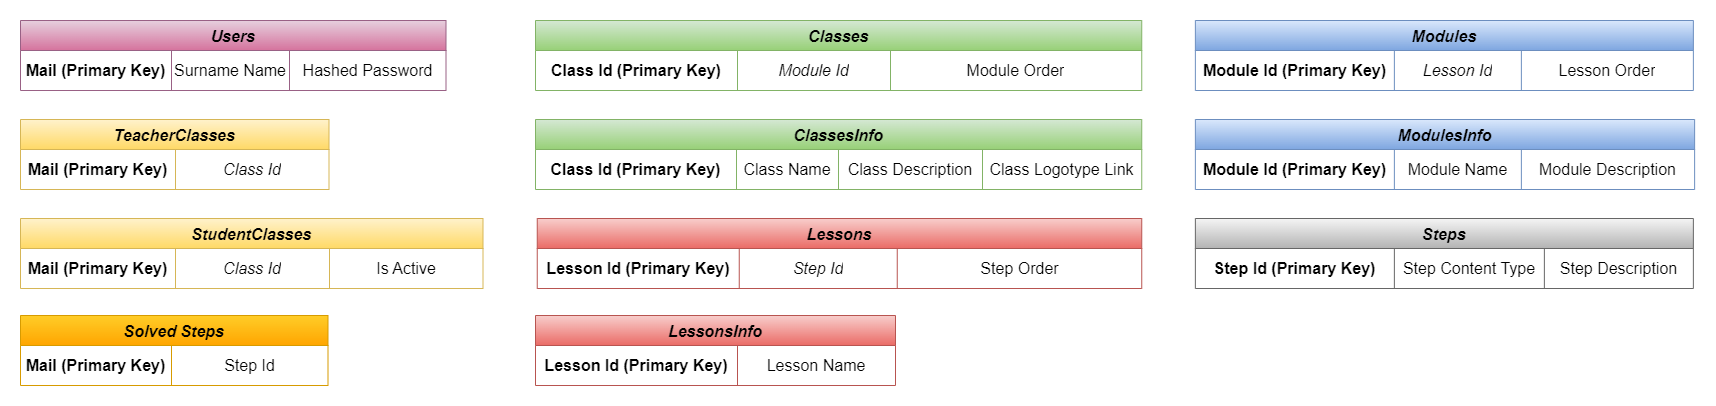 Users
Mail (Primary Key) Surname Name Hashed Password
TeacherClasses
Mail (Primary Key) Class Id
StudentClasses
Mail (Primary Key) Class Id Is Active
Solved Steps
Mail (Primary Key) Step Id
Classes
Class Id (Primary Key) Module Id Module Order
ClassesInfo
Class Id (Primary Key) Class Name Class Description Class Logotype Link
Lessons
Lesson Id (Primary Key) Step Id Step Order
LessonsInfo
Lesson Id (Primary Key) Lesson Name
Modules
Module Id (Primary Key) Lesson Id Lesson Order
ModulesInfo
Module Id (Primary Key) Module Name Module Description
Steps
Step Id (Primary Key) Step Content Type Step Description